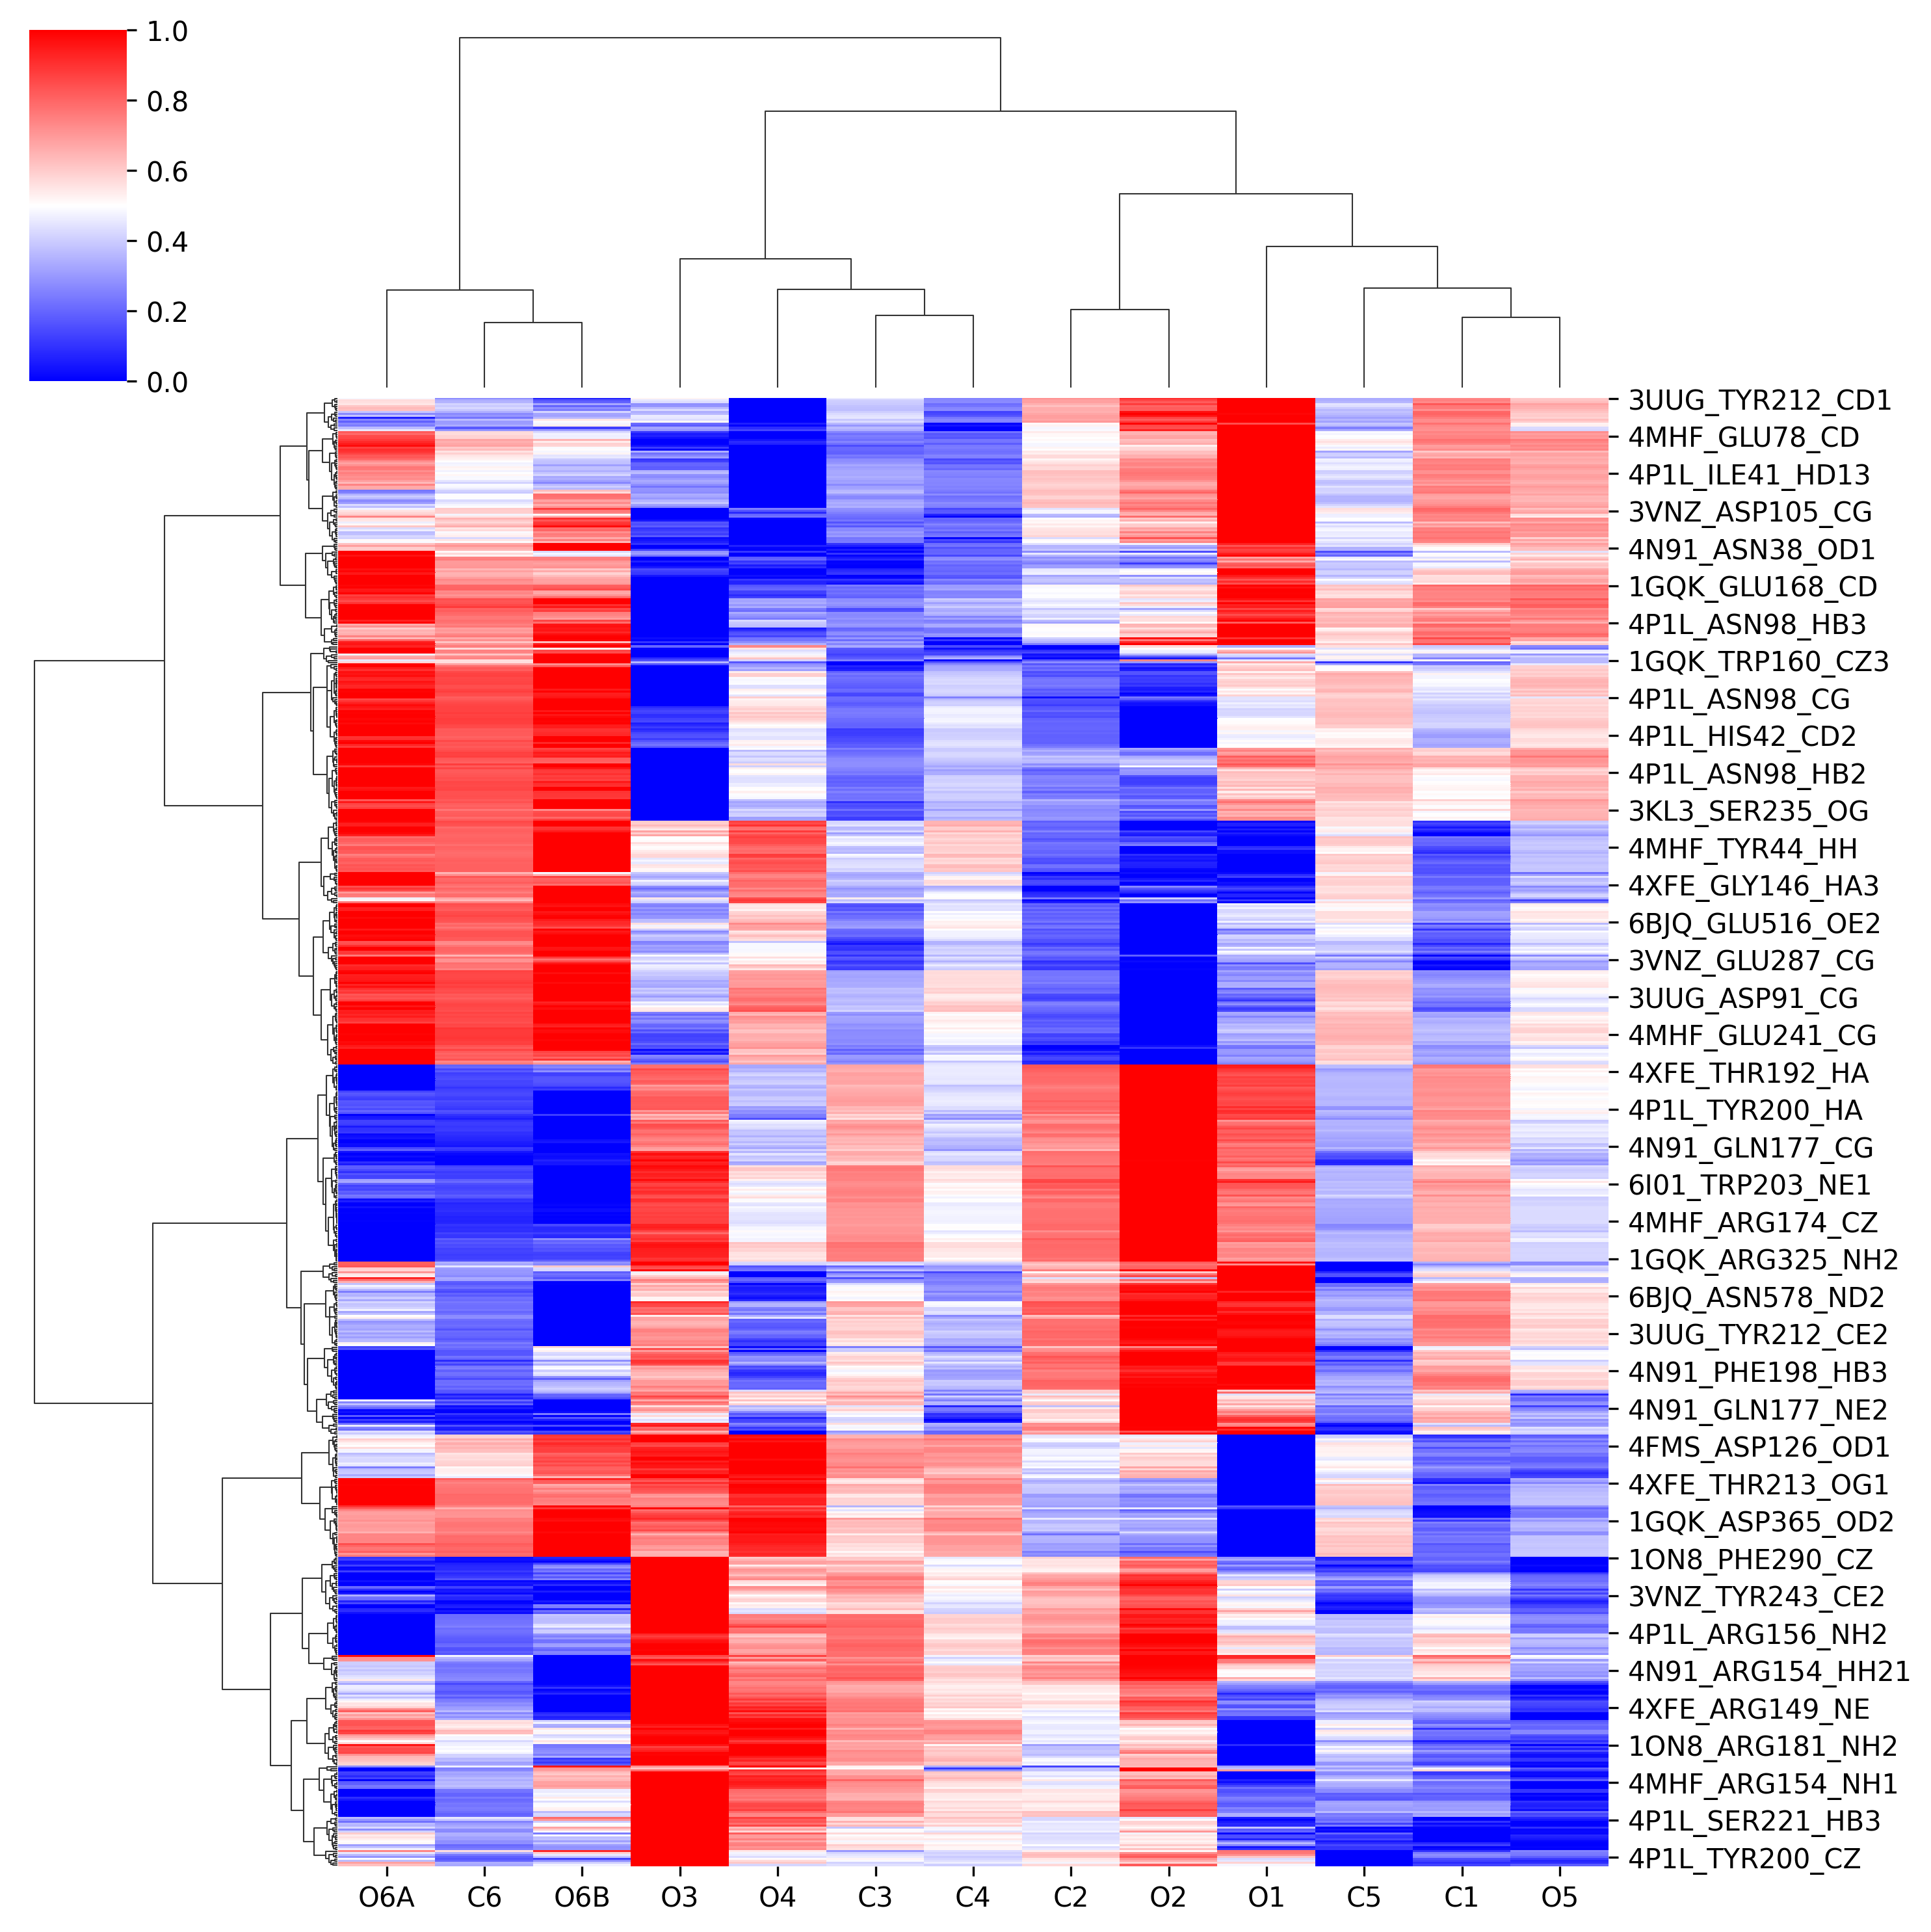 1.0
0.8
0.6
0.4
0.2
0.0
3UUG_TYR212_CD1
4MHF_GLU78_CD
4P1L_ILE41_HD13
3VNZ_ASP105_CG
4N91_ASN38_OD1
1GQK_GLU168_CD
4P1L_ASN98_HB3
1GQK_TRP160_CZ3
4P1L_ASN98_CG
4P1L_HIS42_CD2
4P1L_ASN98_HB2
3KL3_SER235_OG
4MHF_TYR44_HH
4XFE_GLY146_HA3
6BJQ_GLU516_OE2
3VNZ_GLU287_CG
3UUG_ASP91_CG
4MHF_GLU241_CG
4XFE_THR192_HA
4P1L_TYR200_HA
4N91_GLN177_CG
6I01_TRP203_NE1
4MHF_ARG174_CZ
1GQK_ARG325_NH2
6BJQ_ASN578_ND2
3UUG_TYR212_CE2
4N91_PHE198_HB3
4N91_GLN177_NE2
4FMS_ASP126_OD1
4XFE_THR213_OG1
1GQK_ASP365_OD2
1ON8_PHE290_CZ
3VNZ_TYR243_CE2
4P1L_ARG156_NH2
4N91_ARG154_HH21
4XFE_ARG149_NE
1ON8_ARG181_NH2
4MHF_ARG154_NH1
4P1L_SER221_HB3
4P1L_TYR200_CZ
O6A C6 O6B O3 O4 C3 C4 C2 O2 O1 C5 C1 O5